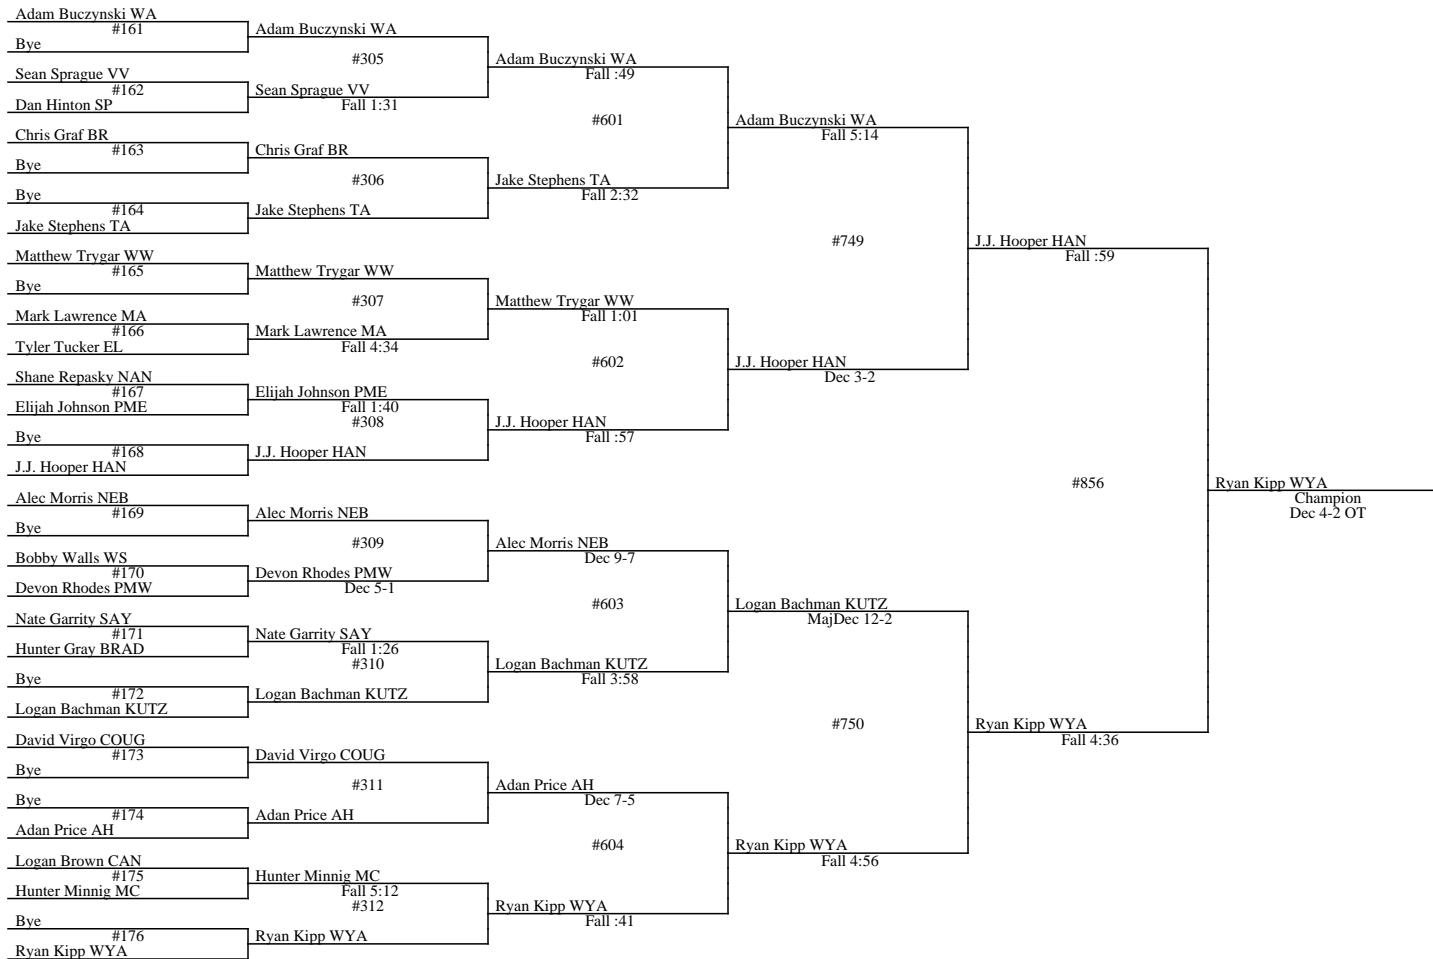 Adam Buczynski WA
#161
Bye
Sean Sprague VV
#162
Dan Hinton SP
Chris Graf BR
#163
Bye
Bye
#164
Jake Stephens TA
Matthew Trygar WW
#165
Bye
Mark Lawrence MA
#166
Tyler Tucker EL
Shane Repasky NAN
#167
Elijah Johnson PME
Bye
#168
J.J. Hooper HAN
Alec Morris NEB
#169
Bye
Bobby Walls WS
#170
Devon Rhodes PMW
Nate Garrity SAY
#171
Hunter Gray BRAD
Bye
#172
Logan Bachman KUTZ
David Virgo COUG
#173
Bye
Bye
#174
Adan Price AH
Logan Brown CAN
#175
Hunter Minnig MC
Bye
#176
Ryan Kipp WYA
Adam Buczynski WA
#305
Sean Sprague VV
Fall 1:31
Chris Graf BR
#306
Jake Stephens TA
Matthew Trygar WW
#307
Mark Lawrence MA
Fall 4:34
Elijah Johnson PME
Fall 1:40
#308
J.J. Hooper HAN
Alec Morris NEB
#309
Devon Rhodes PMW
Dec 5-1
Nate Garrity SAY
Fall 1:26
#310
Logan Bachman KUTZ
David Virgo COUG
#311
Adan Price AH
Hunter Minnig MC
Fall 5:12
#312
Ryan Kipp WYA
Adam Buczynski WA
Fall :49
#601
Jake Stephens TA
Fall 2:32
Matthew Trygar WW
Fall 1:01
#602
J.J. Hooper HAN
Fall :57
Alec Morris NEB
Dec 9-7
#603
Logan Bachman KUTZ
Fall 3:58
Adan Price AH
Dec 7-5
#604
Ryan Kipp WYA
Fall :41
Adam Buczynski WA
Fall 5:14
#749
J.J. Hooper HAN
Dec 3-2
Logan Bachman KUTZ
MajDec 12-2
#750
Ryan Kipp WYA
Fall 4:56
J.J. Hooper HAN
Fall :59
#856
Ryan Kipp WYA
Fall 4:36
Ryan Kipp WYA
Champion
Dec 4-2 OT